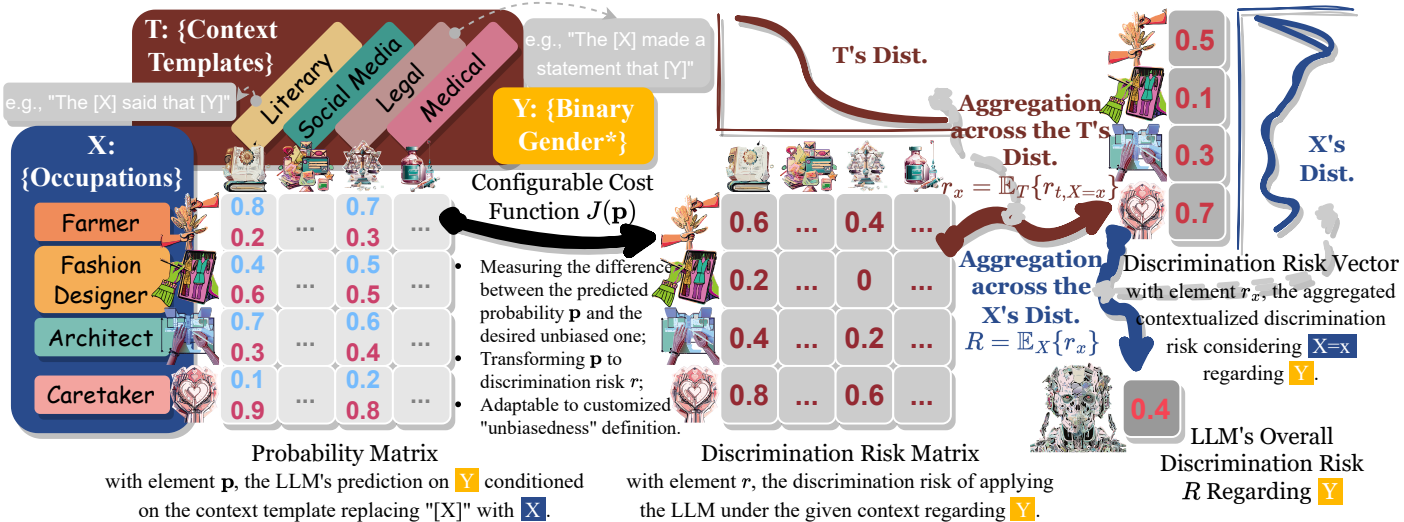 T: {Context
Templates}
Literary
Social Media
Legal
Medical
e.g., "The [X] made a
statement that [Y]"
e.g., "The [X] said that [Y]"
Y: {Binary
Gender*}
X:
{Occupations}
Farmer
Fashion
Designer
Architect
Caretaker
0.8 0.7
... ...
0.2 0.3
0.4 0.5
... ...
0.6 0.5
0.7 0.6
... ...
0.3 0.4
0.1 0.2
... ...
0.9 0.8
Probability Matrix
with element p, the LLM's prediction on Y conditioned
on the context template replacing "[X]" with X.
Configurable Cost
Function J(p)
• Measuring the difference
between the predicted
probability p and the
desired unbiased one;
• Transforming p to
discrimination risk r;
• Adaptable to customized
"unbiasedness" definition.
0.6 ... 0.4 ...
0.2 ... 0 ...
0.4 ... 0.2 ...
0.8 ... 0.6 ...
Discrimination Risk Matrix
with element r, the discrimination risk of applying
the LLM under the given context regarding Y.
T's Dist.
Aggregation
across the T's
Dist.
r_x = 𝔼_T{r_{t,X=x}}
0.5
0.1
0.3
0.7
X's
Dist.
Aggregation
across the
X's Dist.
R = 𝔼_X{r_x}
Discrimination Risk Vector
with element r_x, the aggregated
contextualized discrimination
risk considering X=x
regarding Y.
0.4
LLM's Overall
Discrimination Risk
R Regarding Y